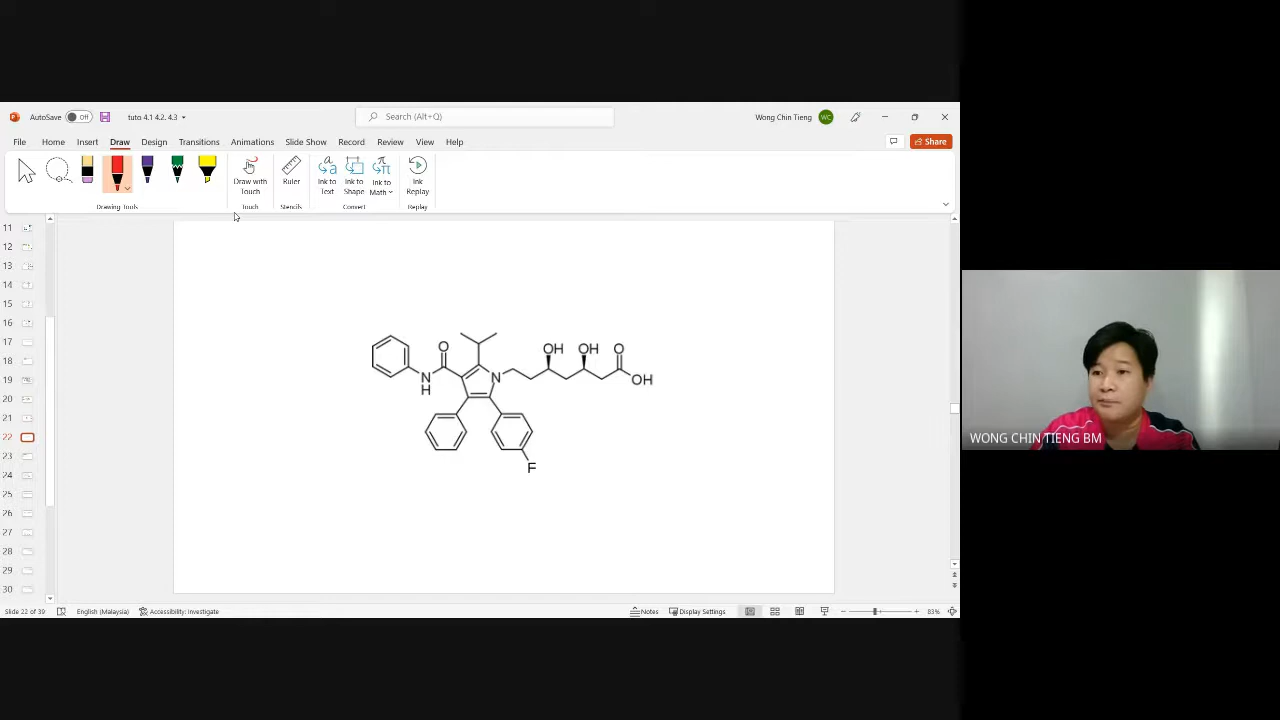 AutoSave Off tuto 4.1 4.2. 4.3 Search (Alt+Q) Wong Chin Tieng WC
File Home Insert Draw Design Transitions Animations Slide Show Record Review View Help Share
Draw with Touch
Ruler
Ink to Text
Ink to Shape
Ink to Math
Ink Replay
Drawing Tools Touch Stencils Convert Replay
11
12
13
14
15
16
17
18
19
20
21
22
23
24
25
26
27
28
29
30
O OH OH O
N N OH
H
F
WONG CHIN TIENG BM
Slide 22 of 39 English (Malaysia) Accessibility: Investigate Notes Display Settings 83%